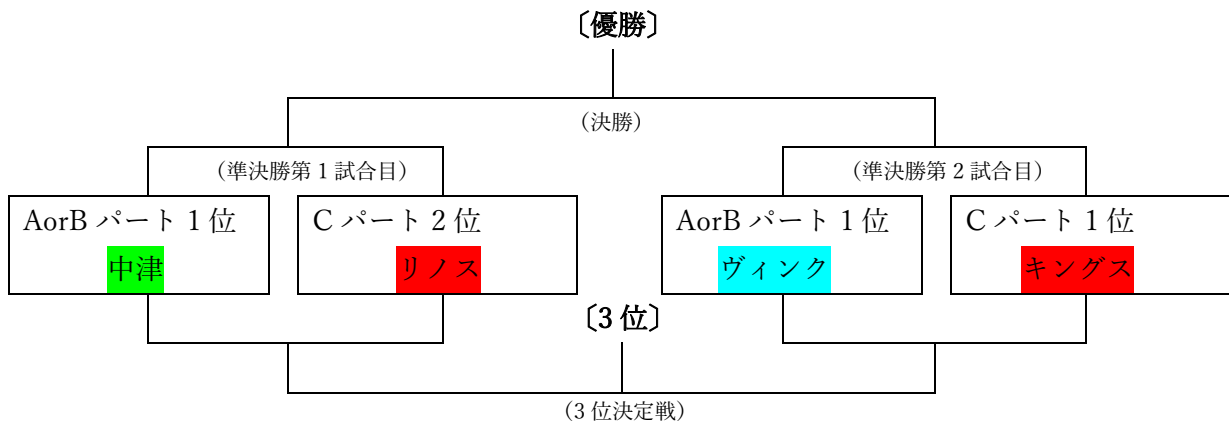 〔優勝〕
（決勝）
（準決勝第 1 試合目）
（準決勝第 2 試合目）
AorB パート 1 位
中津
C パート 2 位
リノス
AorB パート 1 位
ヴィンク
C パート 1 位
キングス
〔3 位〕
（3 位決定戦）